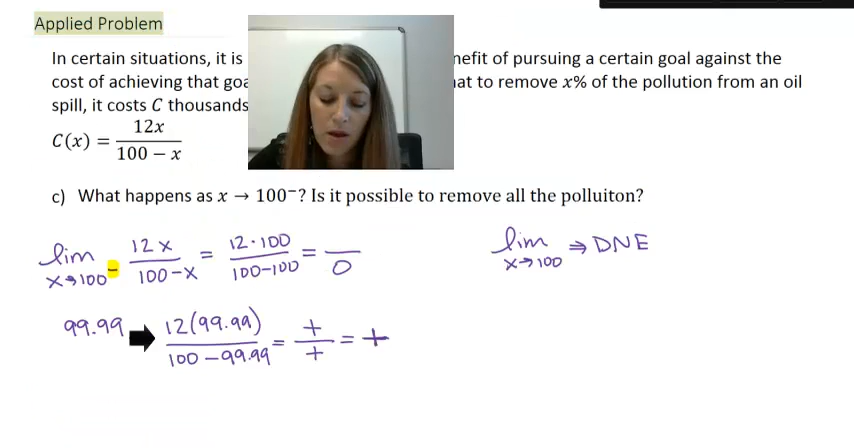 Applied Problem
In certain situations, it is nefit of pursuing a certain goal against the
cost of achieving that goa at to remove x% of the pollution from an oil
spill, it costs C thousands
C(x) = 12x / 100 − x
c) What happens as x → 100⁻? Is it possible to remove all the polluiton?
lim x→100⁻ 12x / 100-x = 12·100 / 100-100 = — / 0
lim x→100 ⇒ DNE
99.99 12(99.99) / 100-99.99 = + / + = +